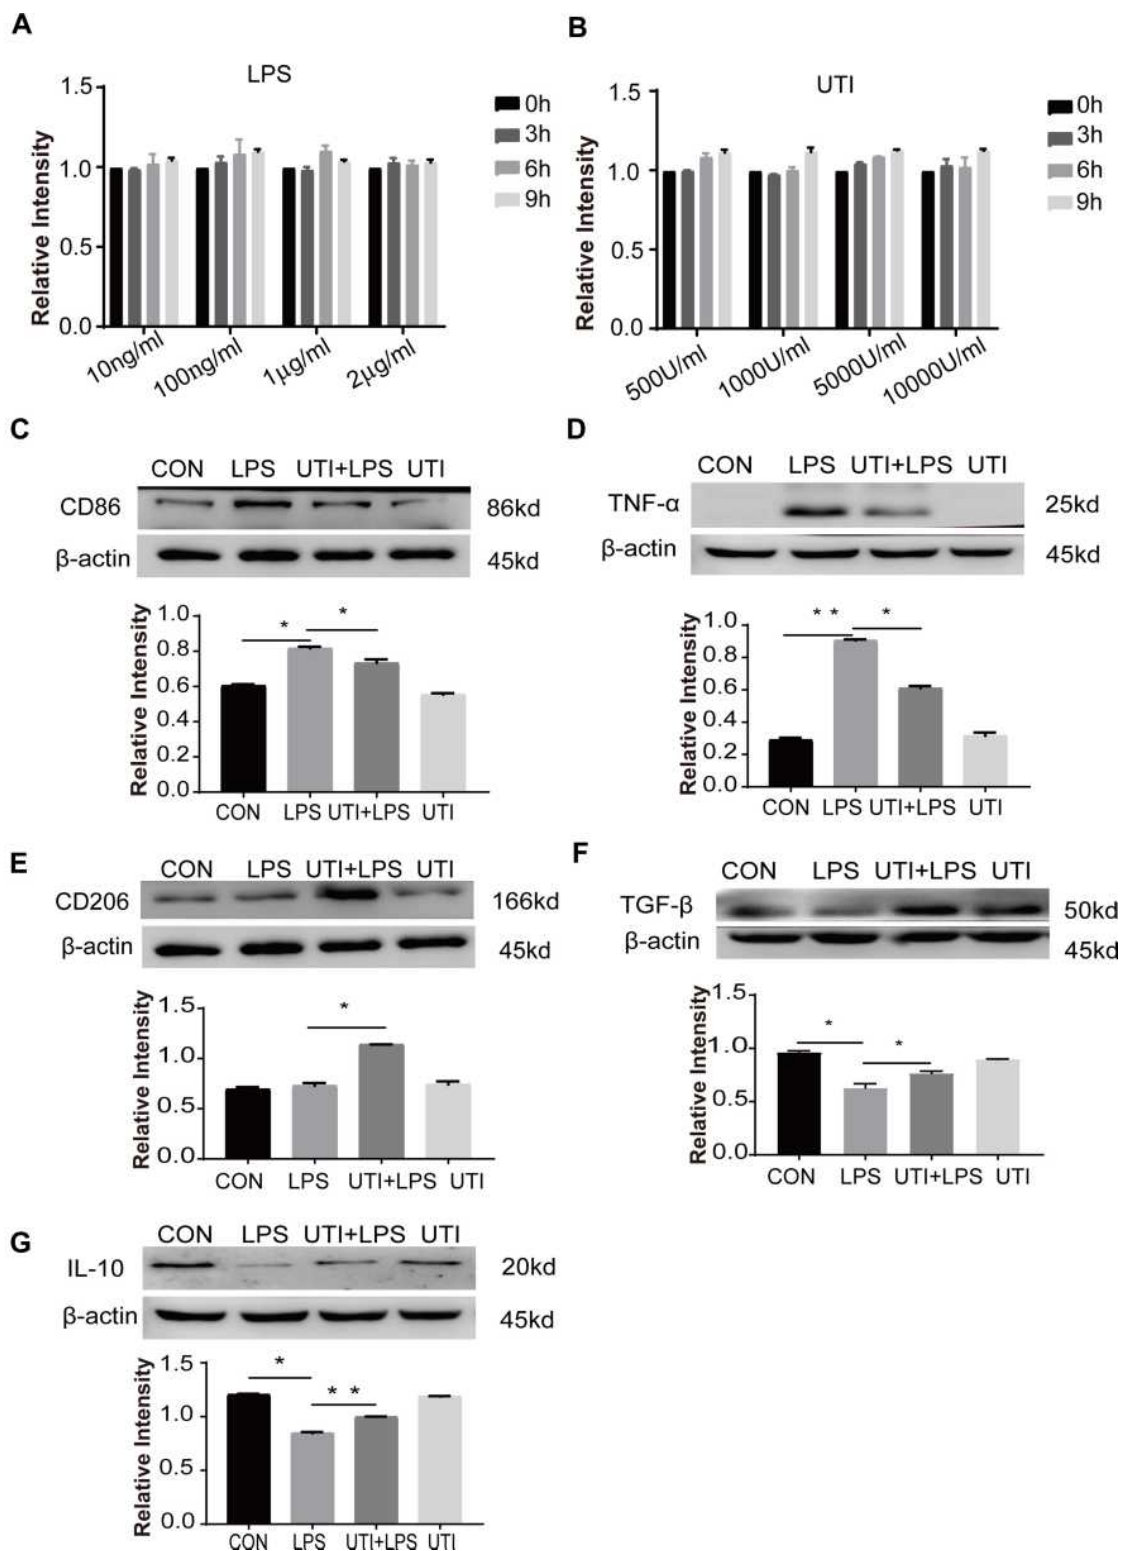 A
B
LPS
UTI
1.5
1.0
0.5
0.0
Relative Intensity
0h
3h
6h
9h
10ng/ml
100ng/ml
1μg/ml
2μg/ml
1.5
1.0
0.5
0.0
Relative Intensity
0h
3h
6h
9h
500U/ml
1000U/ml
5000U/ml
10000U/ml
C
CON LPS UTI+LPS UTI
CD86 86kd
β-actin 45kd
1.0
0.8
0.6
0.4
0.2
0.0
Relative Intensity
* *
CON LPS UTI+LPS UTI
D
CON LPS UTI+LPS UTI
TNF-α 25kd
β-actin 45kd
1.0
0.8
0.6
0.4
0.2
0.0
Relative Intensity
* * *
CON LPS UTI+LPS UTI
E
CON LPS UTI+LPS UTI
CD206 166kd
β-actin 45kd
1.5
1.0
0.5
0.0
Relative Intensity
*
CON LPS UTI+LPS UTI
F
CON LPS UTI+LPS UTI
TGF-β 50kd
β-actin 45kd
1.5
1.0
0.5
0.0
Relative Intensity
* *
CON LPS UTI+LPS UTI
G
CON LPS UTI+LPS UTI
IL-10 20kd
β-actin 45kd
1.5
1.0
0.5
0.0
Relative Intensity
* * *
CON LPS UTI+LPS UTI